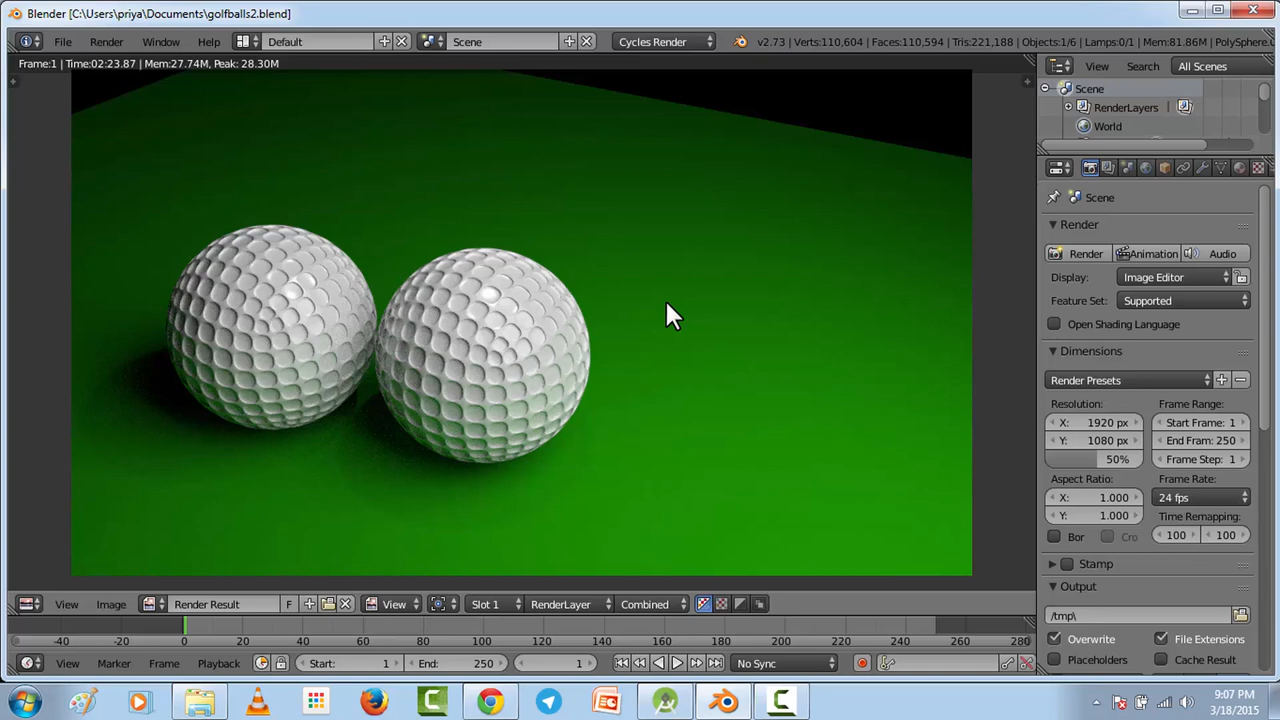 Blender [C:\Users\priya\Documents\golfballs2.blend]
File Render Window Help Default Scene Cycles Render v2.73 | Verts:110,604 | Faces:110,594 | Tris:221,188 | Objects:1/6 | Lamps:0/1 | Mem:81.86M | PolySphere.0
Frame:1 | Time:02:23.87 | Mem:27.74M, Peak: 28.30M
View Search All Scenes
Scene
RenderLayers
World
Scene
Render
Render Animation Audio
Display: Image Editor
Feature Set: Supported
Open Shading Language
Dimensions
Render Presets
Resolution: Frame Range:
X: 1920 px Start Frame: 1
Y: 1080 px End Fram: 250
50% Frame Step: 1
Aspect Ratio: Frame Rate:
X: 1.000 24 fps
Y: 1.000 Time Remapping:
Bor Cro 100 100
Stamp
Output
/tmp\
Overwrite File Extensions
Placeholders Cache Result
View Image Render Result F View Slot 1 RenderLayer Combined
-40 -20 0 20 40 60 80 100 120 140 160 180 200 220 240 260 280
View Marker Frame Playback Start: 1 End: 250 1 No Sync
9:07 PM
3/18/2015